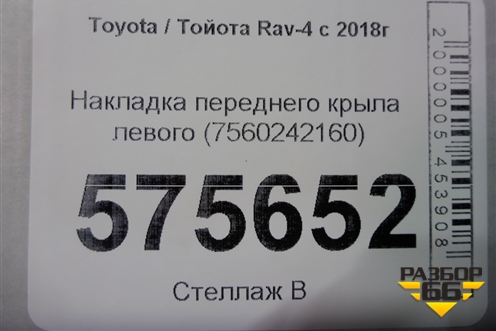 Toyota / Тойота Rav-4 с 2018г
Накладка переднего крыла
левого (7560242160)
575652
Стеллаж В
2000005453908
РАЗБОР
66